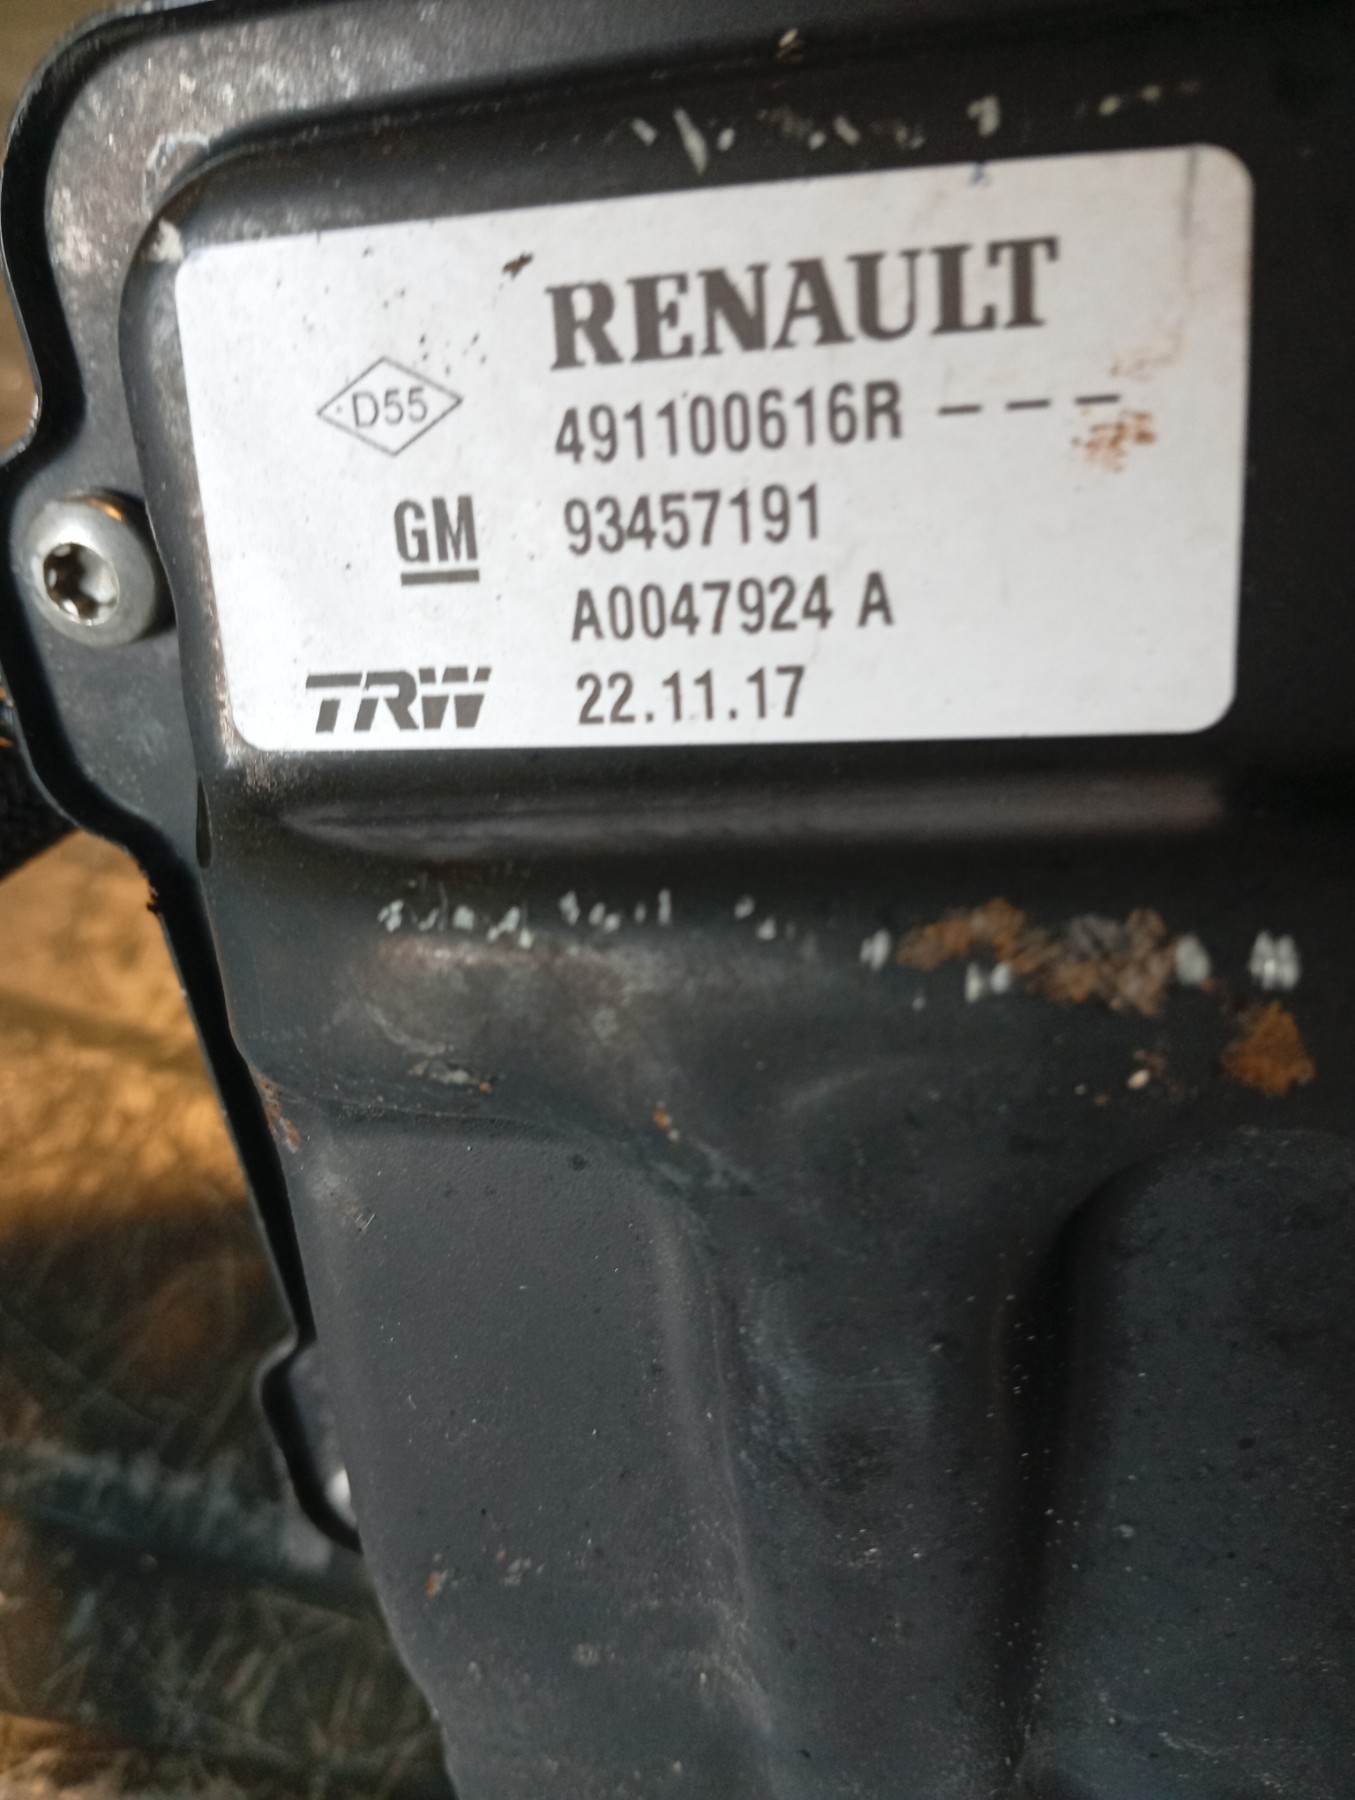 RENAULT
D55 491100616R ---
GM 93457191
A0047924 A
TRW 22.11.17